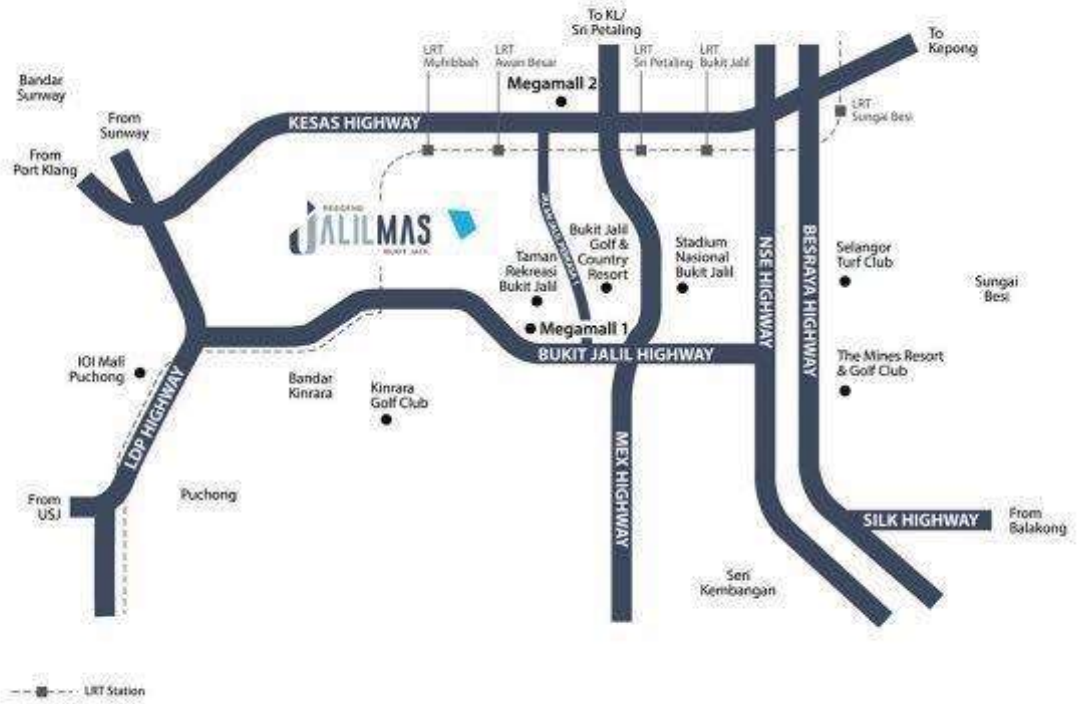 To KL/
Sri Petaling
To
Kepong
LRT
Muhibbah
LRT
Awan Besar
LRT
Sri Petaling
LRT
Bukit Jalil
Bandar
Sunway
Megamall 2
LRT
Sungai Besi
From
Sunway
KESAS HIGHWAY
From
Port Klang
JALILMAS
BUKIT JALIL
Bukit Jalil
Golf &
Country
Resort
Stadium
Nasional
Bukit Jalil
NSE HIGHWAY
BESRAYA HIGHWAY
Selangor
Turf Club
Taman
Rekreasi
Bukit Jalil
Sungai
Besi
Megamall 1
BUKIT JALIL HIGHWAY
IOI Mall
Puchong
The Mines Resort
& Golf Club
Bandar
Kinrara
Kinrara
Golf Club
LDP HIGHWAY
MEX HIGHWAY
Puchong
From
USJ
SILK HIGHWAY
From
Balakong
Seri
Kembangan
LRT Station